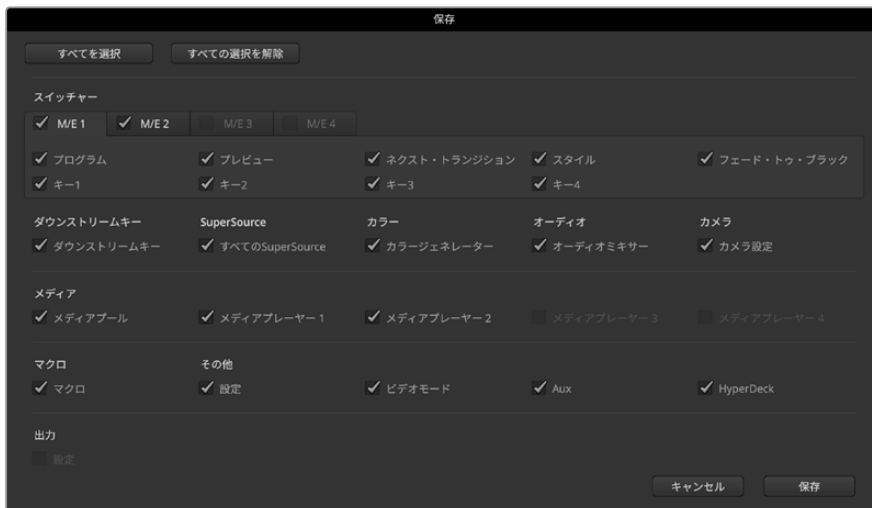 保存
すべてを選択 すべての選択を解除
スイッチャー
M/E 1 M/E 2 M/E 3 M/E 4
プログラム プレビュー ネクスト・トランジション スタイル フェード・トゥ・ブラック
キー1 キー2 キー3 キー4
ダウンストリームキー SuperSource カラー オーディオ カメラ
ダウンストリームキー すべてのSuperSource カラージェネレーター オーディオミキサー カメラ設定
メディア
メディアプール メディアプレーヤー 1 メディアプレーヤー 2 メディアプレーヤー 3 メディアプレーヤー 4
マクロ その他
マクロ 設定 ビデオモード Aux HyperDeck
出力
設定
キャンセル 保存